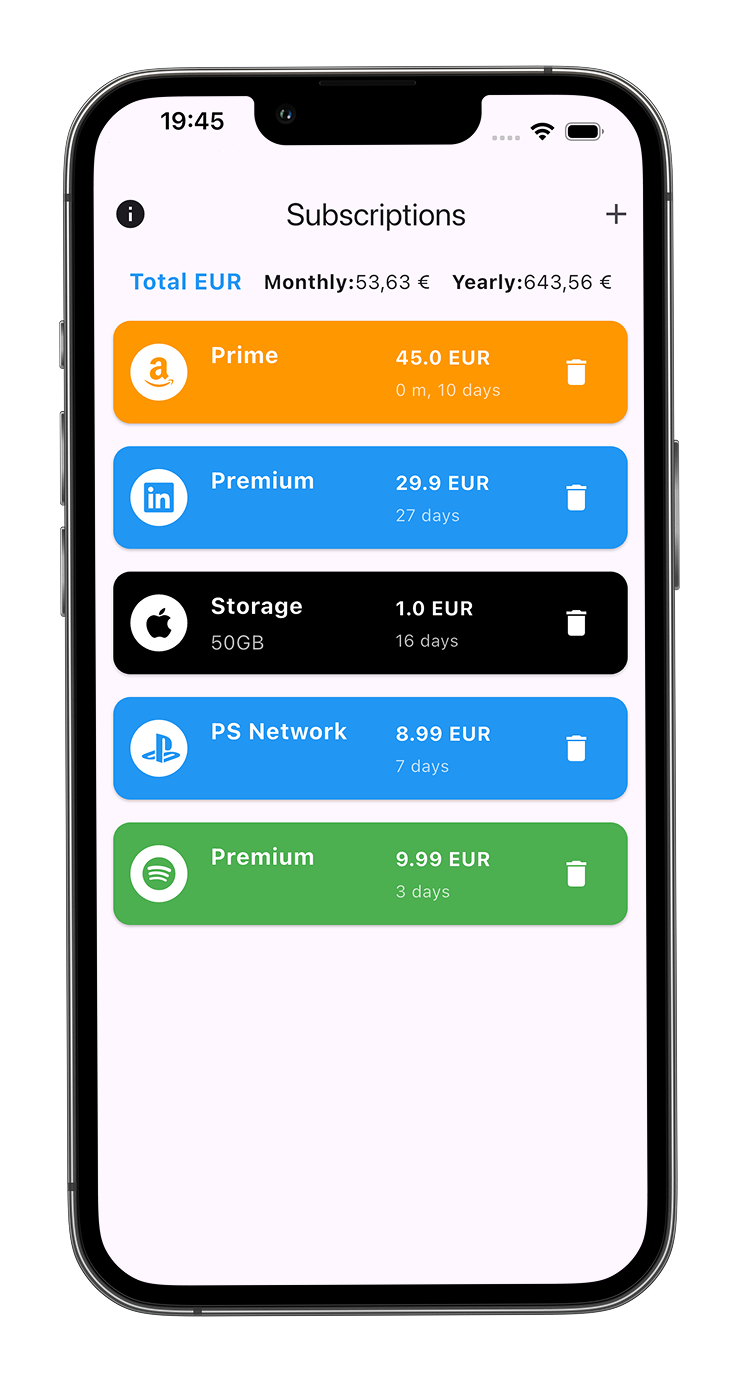 19:45
Subscriptions
Total EUR Monthly:53,63 € Yearly:643,56 €
Prime 45.0 EUR
0 m, 10 days
Premium 29.9 EUR
27 days
Storage 1.0 EUR
50GB 16 days
PS Network 8.99 EUR
7 days
Premium 9.99 EUR
3 days